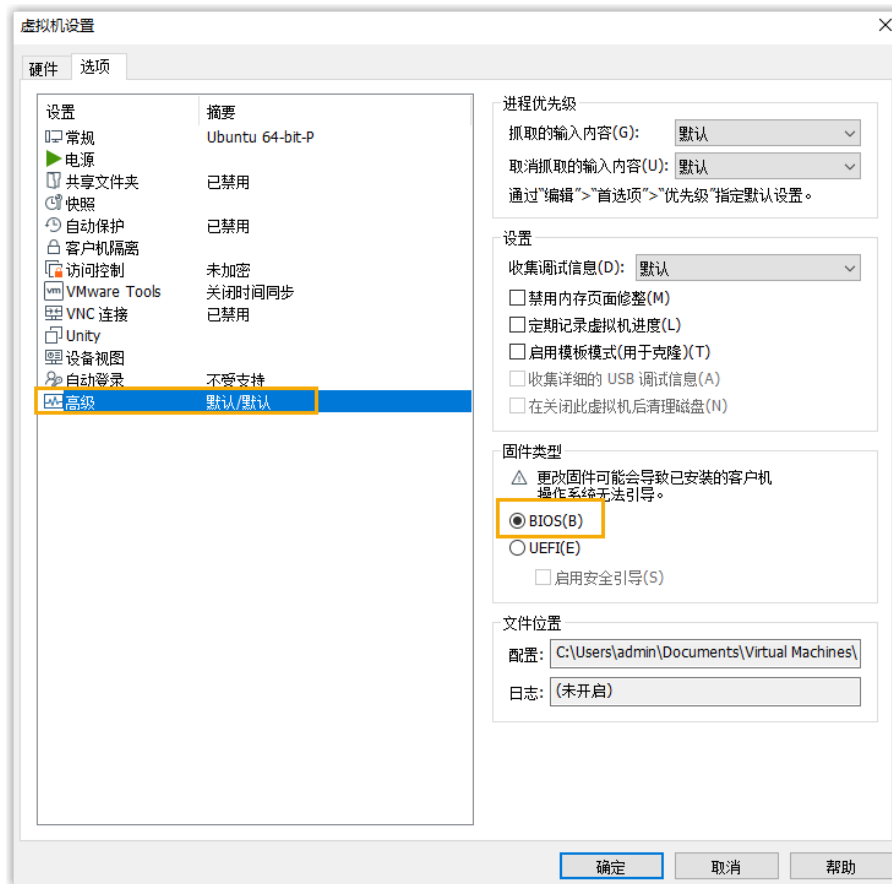 虚拟机设置
硬件 选项
设置 摘要
常规 Ubuntu 64-bit-P
电源
共享文件夹 已禁用
快照
自动保护 已禁用
客户机隔离
访问控制 未加密
vm VMware Tools 关闭时间同步
VNC 连接 已禁用
Unity
设备视图
自动登录 不受支持
高级 默认/默认
进程优先级
抓取的输入内容(G): 默认
取消抓取的输入内容(U): 默认
通过“编辑”>“首选项”>“优先级”指定默认设置。
设置
收集调试信息(D): 默认
禁用内存页面修整(M)
定期记录虚拟机进度(L)
启用模板模式(用于克隆)(T)
收集详细的 USB 调试信息(A)
在关闭此虚拟机后清理磁盘(N)
固件类型
更改固件可能会导致已安装的客户机
操作系统无法引导。
BIOS(B)
UEFI(E)
启用安全引导(S)
文件位置
配置: C:\Users\admin\Documents\Virtual Machines\
日志: (未开启)
确定 取消 帮助